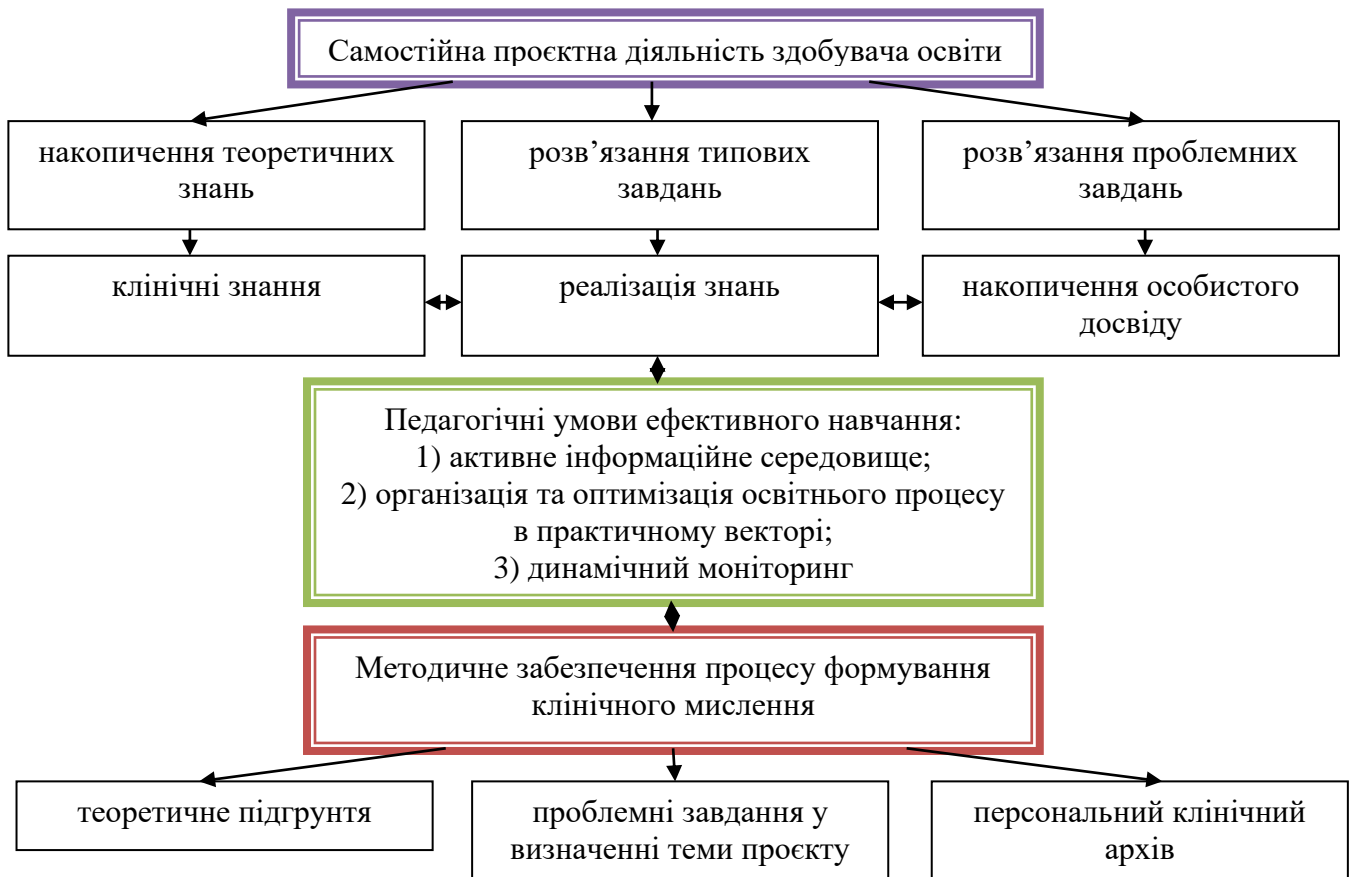 Самостійна проєктна діяльність здобувача освіти
накопичення теоретичних
знань
розв’язання типових
завдань
розв’язання проблемних
завдань
клінічні знання
реалізація знань
накопичення особистого
досвіду
Педагогічні умови ефективного навчання:
1) активне інформаційне середовище;
2) організація та оптимізація освітнього процесу
в практичному векторі;
3) динамічний моніторинг
Методичне забезпечення процесу формування
клінічного мислення
теоретичне підгрунтя
проблемні завдання у
визначенні теми проєкту
персональний клінічний
архів